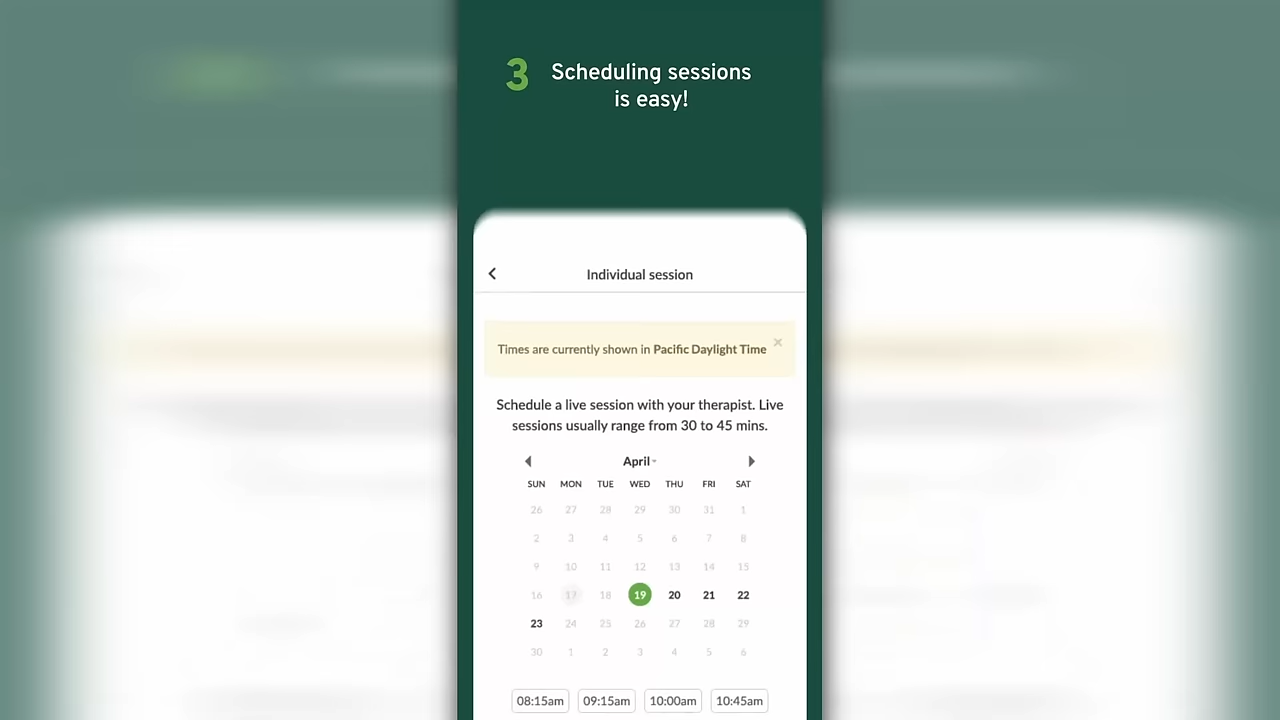 3 Scheduling sessions
is easy!
Individual session
Times are currently shown in Pacific Daylight Time ×
Schedule a live session with your therapist. Live
sessions usually range from 30 to 45 mins.
April
SUN MON TUE WED THU FRI SAT
26 27 28 29 30 31 1
2 3 4 5 6 7 8
9 10 11 12 13 14 15
16 17 18 19 20 21 22
23 24 25 26 27 28 29
30 1 2 3 4 5 6
08:15am 09:15am 10:00am 10:45am